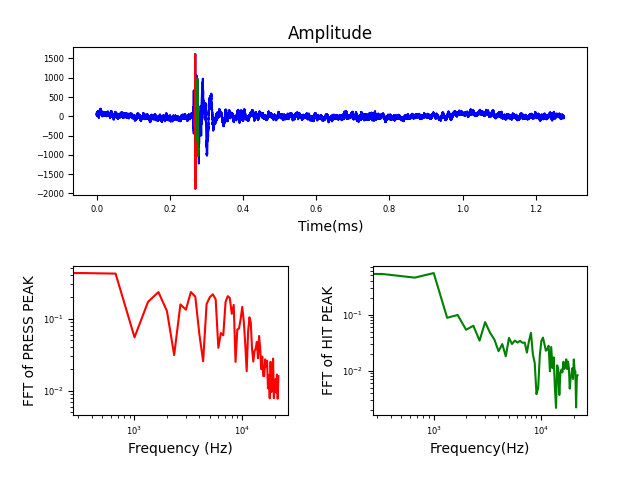 Amplitude
1500
1000
500
0
−500
−1000
−1500
−2000
0.0 0.2 0.4 0.6 0.8 1.0 1.2
Time(ms)
FFT of PRESS PEAK
10⁻¹
10⁻²
10³ 10⁴
Frequency (Hz)
FFT of HIT PEAK
10⁻¹
10⁻²
10³ 10⁴
Frequency(Hz)